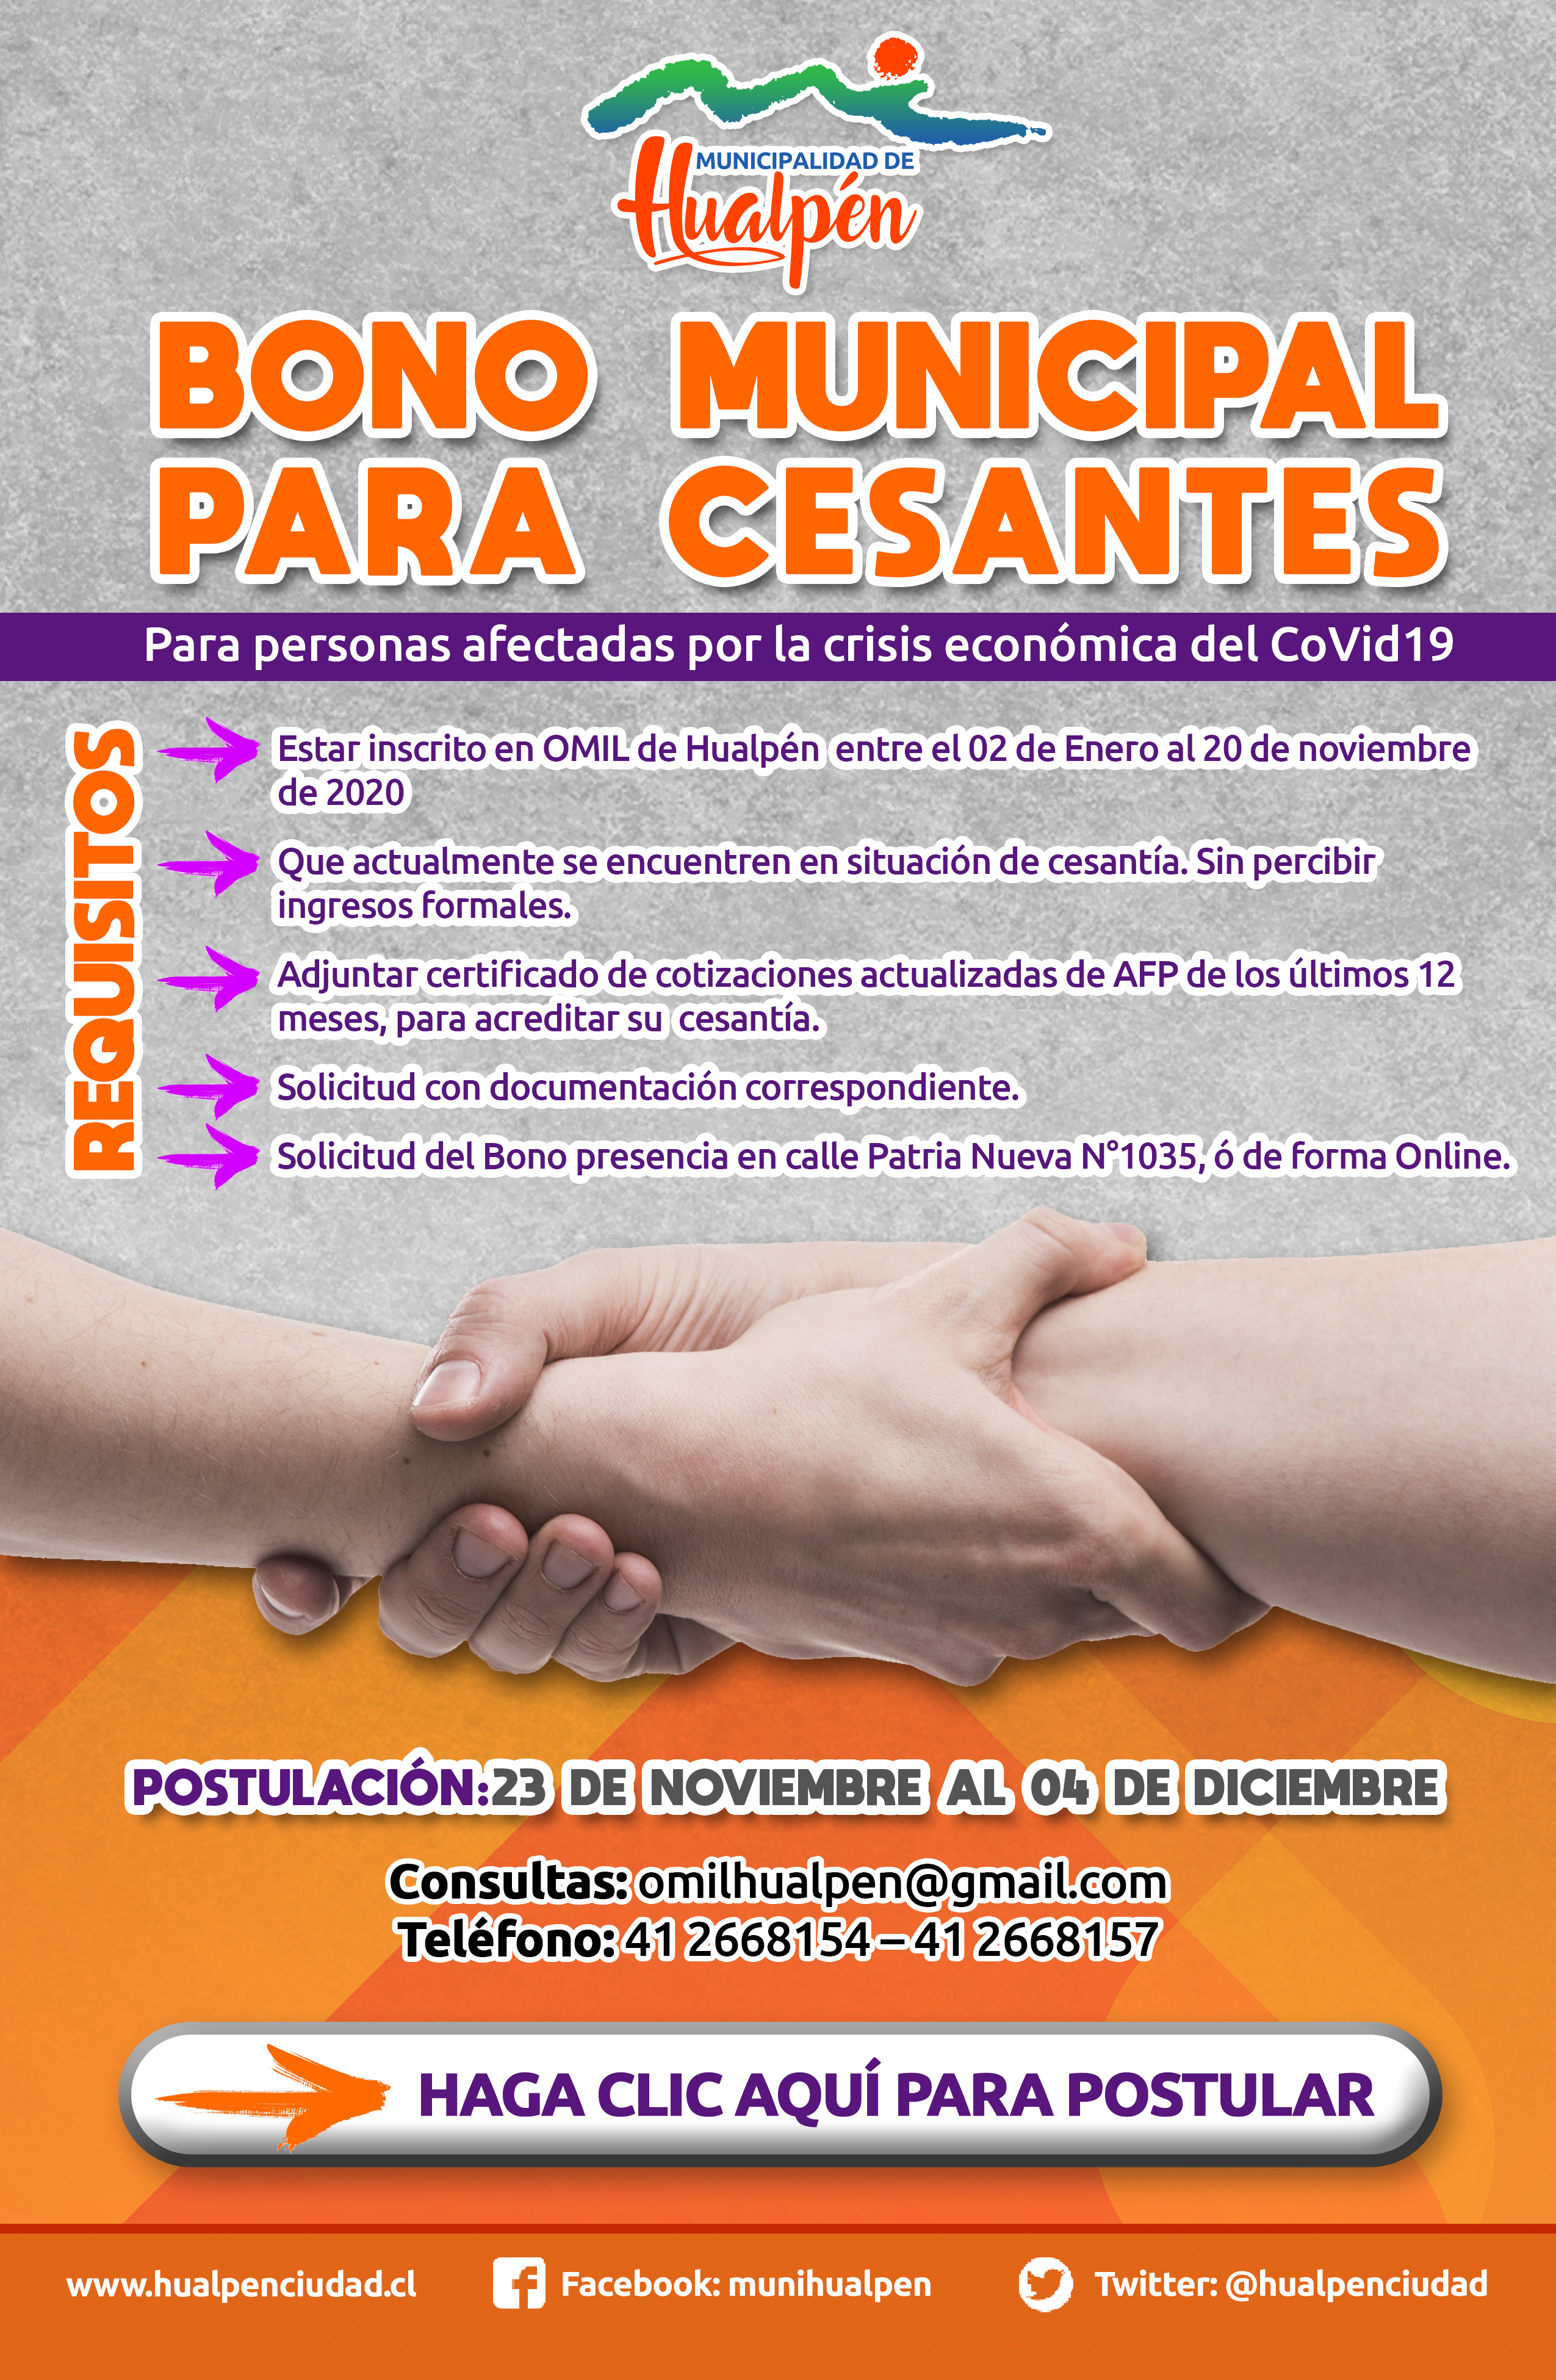 MUNICIPALIDAD DE
Hualpén
BONO MUNICIPAL
PARA CESANTES
Para personas afectadas por la crisis económica del CoVid19
REQUISITOS
Estar inscrito en OMIL de Hualpén entre el 02 de Enero al 20 de noviembre
de 2020
Que actualmente se encuentren en situación de cesantía. Sin percibir
ingresos formales.
Adjuntar certificado de cotizaciones actualizadas de AFP de los últimos 12
meses, para acreditar su cesantía.
Solicitud con documentación correspondiente.
Solicitud del Bono presencia en calle Patria Nueva N°1035, ó de forma Online.
POSTULACIÓN:23 DE NOVIEMBRE AL 04 DE DICIEMBRE
Consultas: omilhualpen@gmail.com
Teléfono: 41 2668154 – 41 2668157
HAGA CLIC AQUÍ PARA POSTULAR
www.hualpenciudad.cl Facebook: munihualpen Twitter: @hualpenciudad